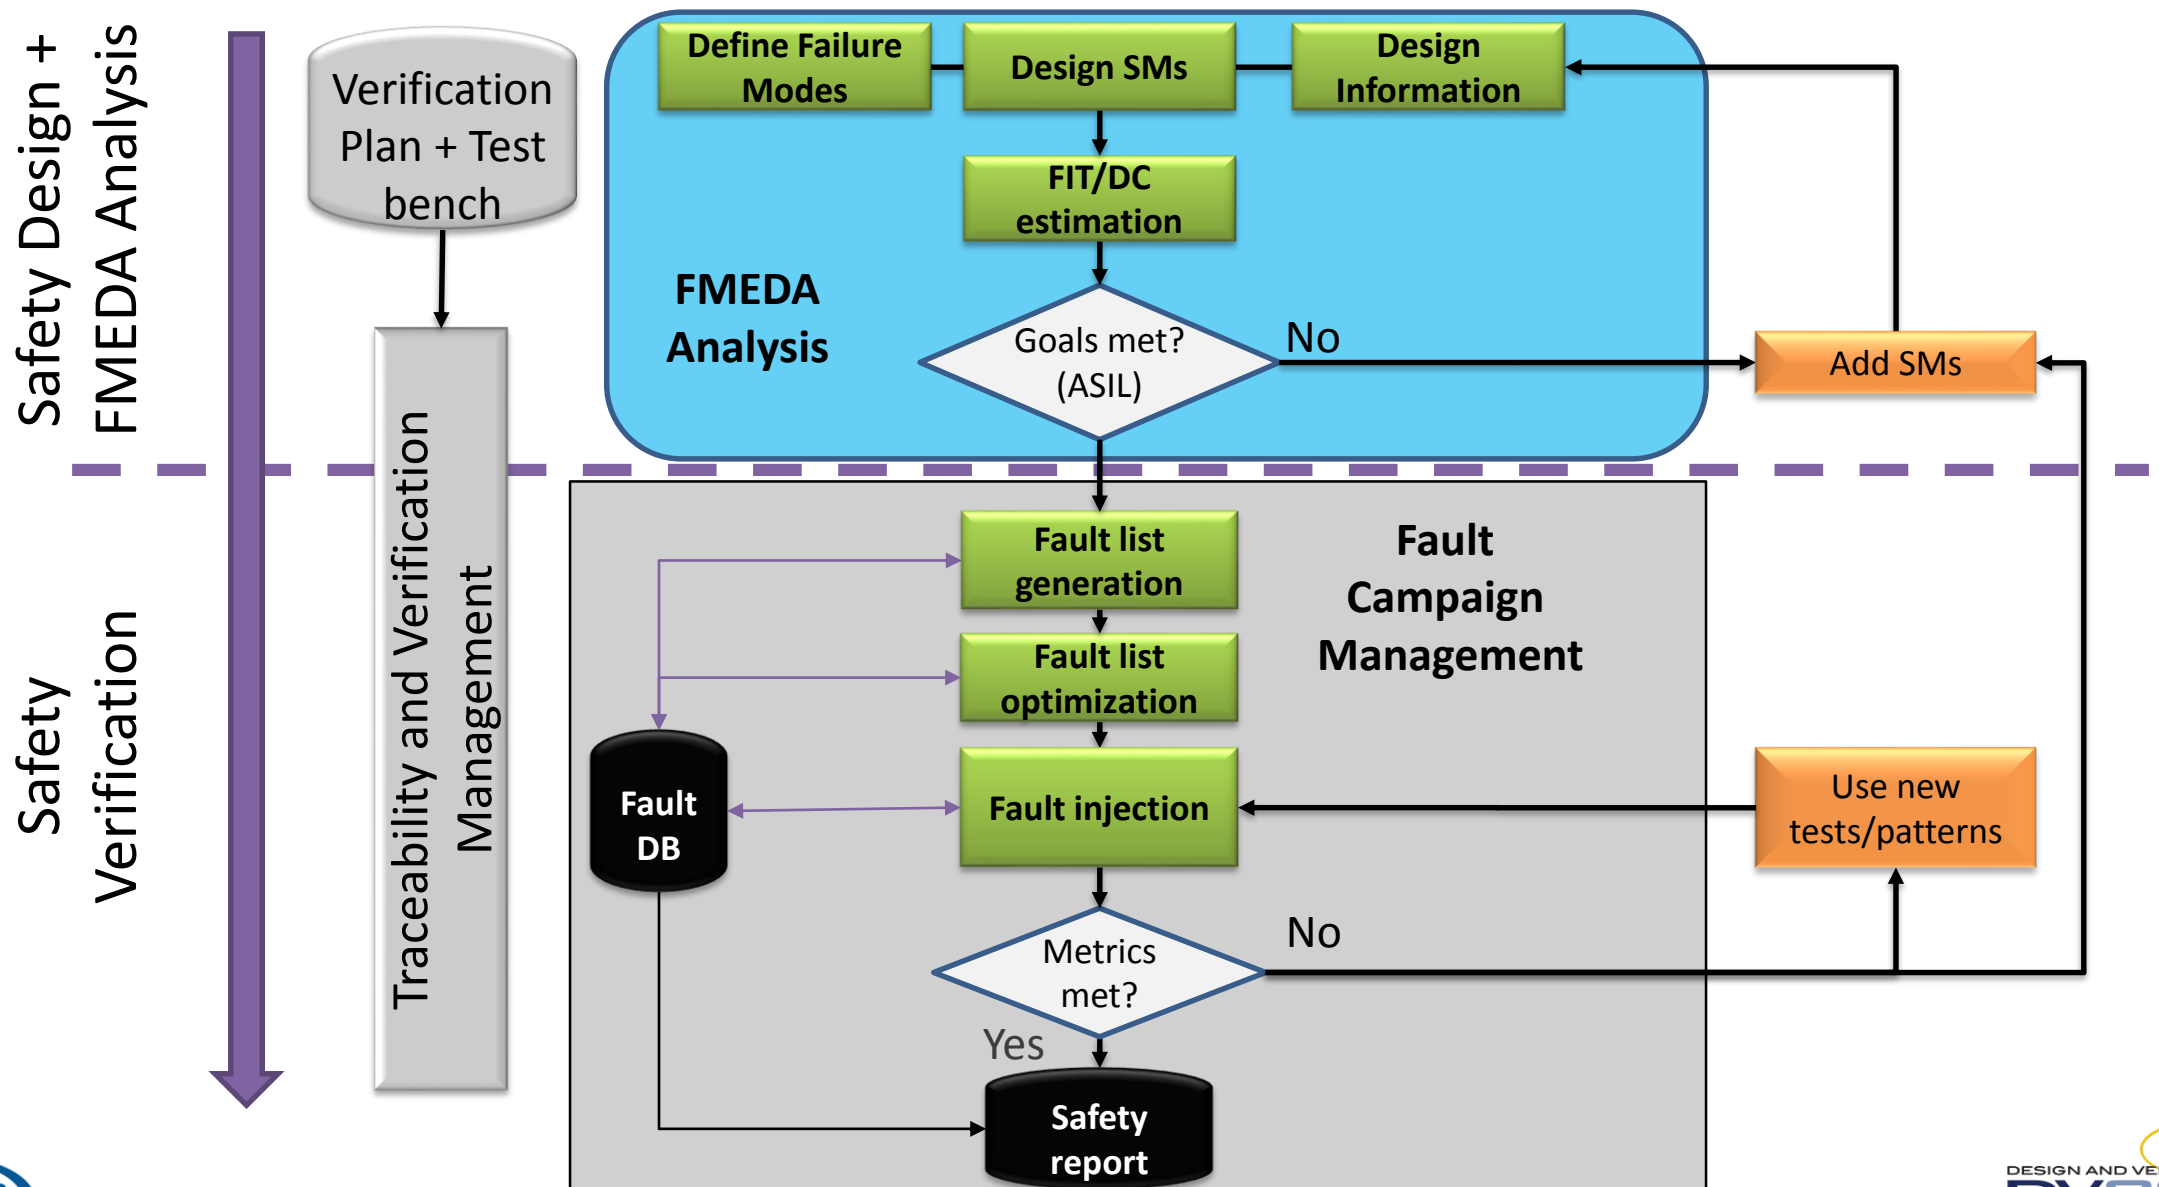 Safety Design +
FMEDA Analysis
Safety
Verification
Verification
Plan + Test
bench
Traceability and Verification
Management
Define Failure
Modes
Design SMs
Design
Information
FIT/DC
estimation
FMEDA
Analysis
Goals met?
(ASIL)
No
Add SMs
Fault list
generation
Fault
Campaign
Management
Fault list
optimization
Fault
DB
Fault injection
Use new
tests/patterns
Metrics
met?
No
Yes
Safety
report
DESIGN AND